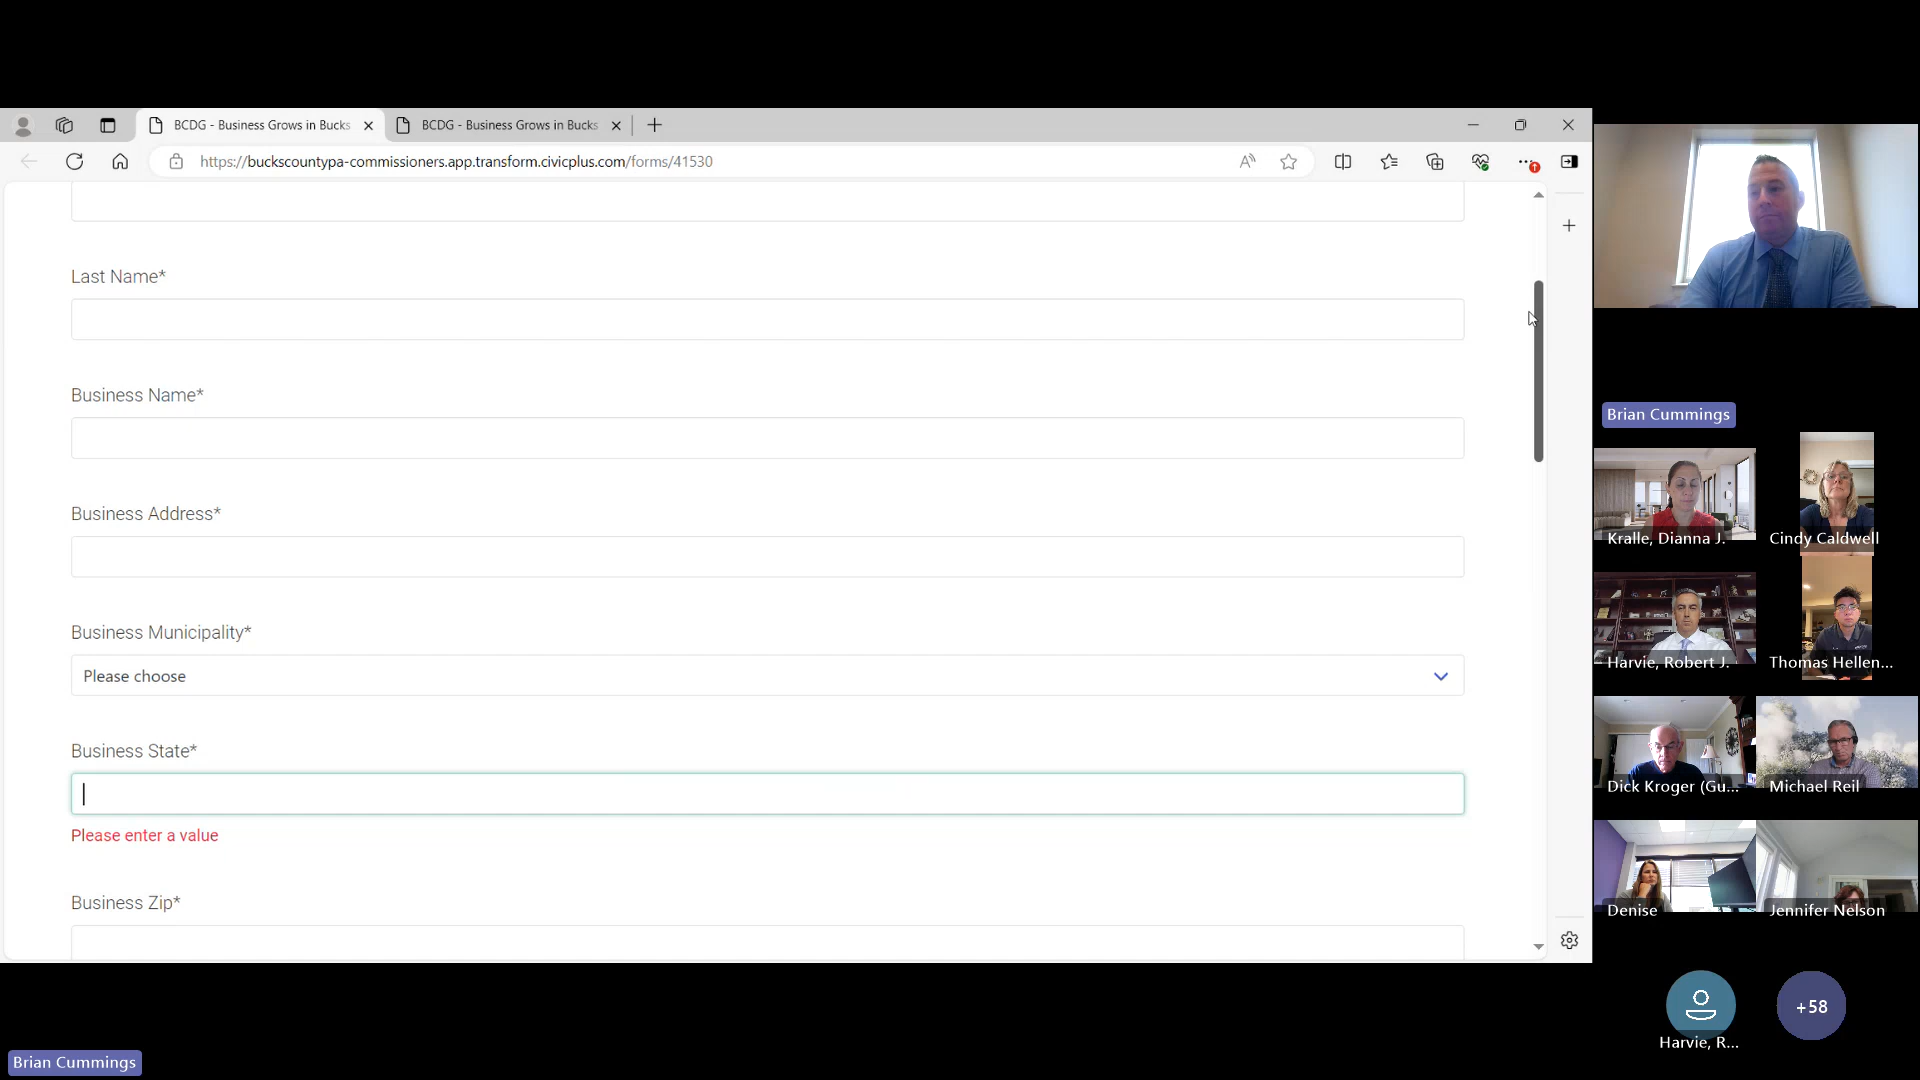 BCDG - Business Grows in Bucks
BCDG - Business Grows in Bucks
https://buckscountypa-commissioners.app.transform.civicplus.com/forms/41530
Last Name*
Business Name*
Business Address*
Business Municipality*
Please choose
Business State*
Please enter a value
Business Zip*
Brian Cummings
Kralle, Dianna J.
Cindy Caldwell
Harvie, Robert J.
Thomas Hellen...
Dick Kroger (Gu...
Michael Reil
Denise
Jennifer Nelson
+58
Harvie, R...
Brian Cummings